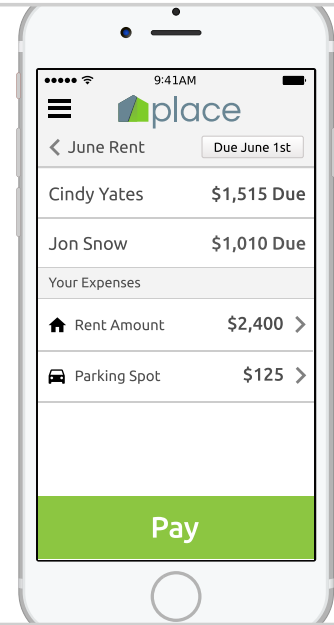 9:41AM
place
June Rent Due June 1st
Cindy Yates $1,515 Due
Jon Snow $1,010 Due
Your Expenses
Rent Amount $2,400
Parking Spot $125
Pay